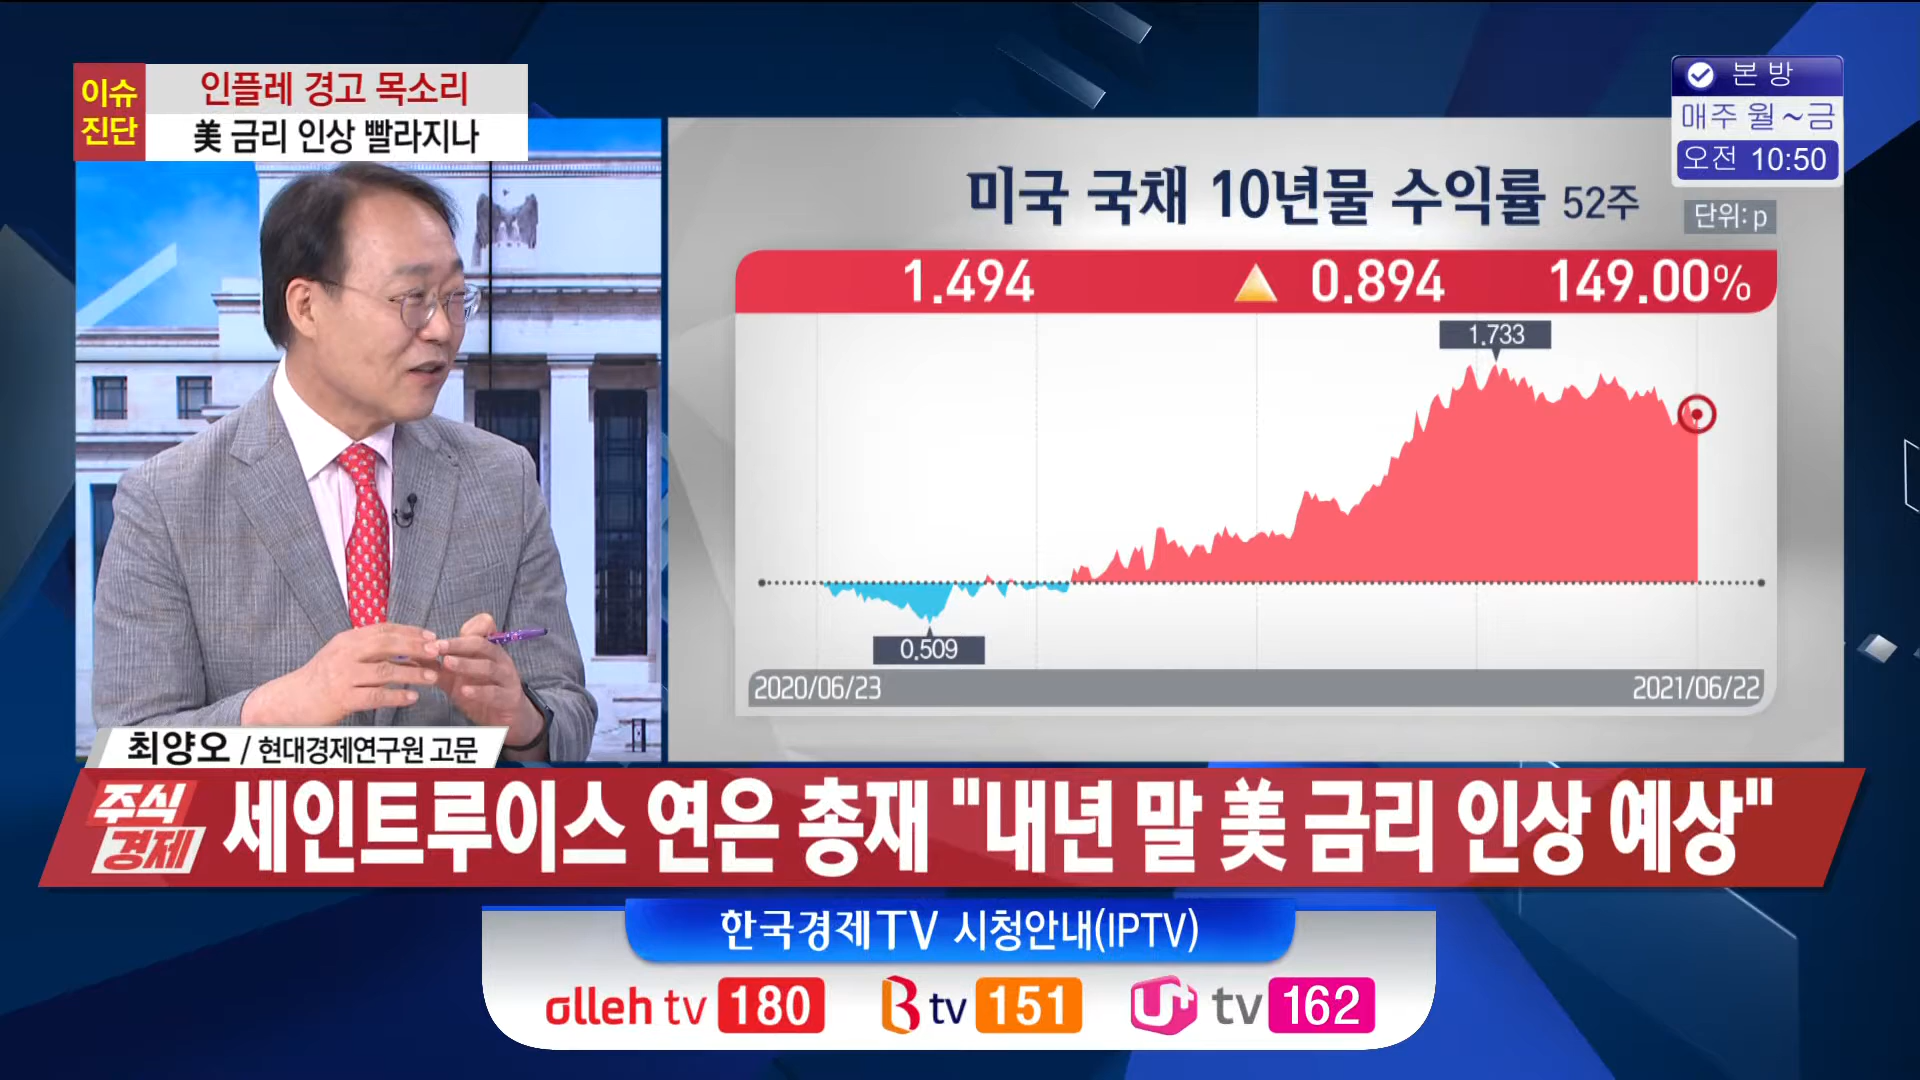 이슈
진단
인플레 경고 목소리
美 금리 인상 빨라지나
본 방
매주 월~금
오전 10:50
미국 국채 10년물 수익률 52주
단위: p
1.494 ▲ 0.894 149.00%
1.733
0.509
2020/06/23
2021/06/22
최양오 / 현대경제연구원 고문
주식
경제
세인트루이스 연은 총재 "내년 말 美 금리 인상 예상"
한국경제TV 시청안내(IPTV)
olleh tv 180
B tv 151
U+ tv 162